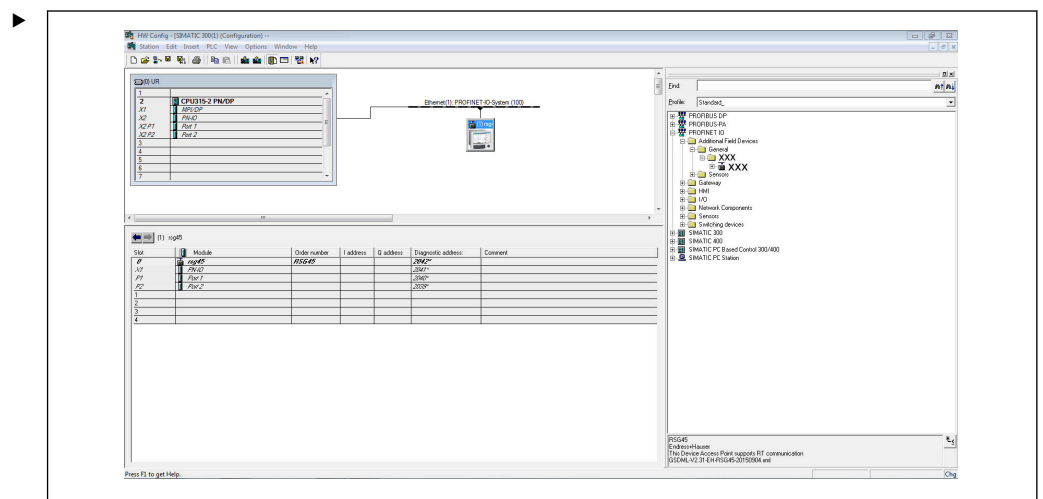 HW Config - [SIMATIC 300(1) (Configuration) --
Station Edit Insert PLC View Options Window Help
(0) UR
1
2 CPU315-2 PN/DP
X1 MPI/DP
X2 PN-IO
X2 P1 Port 1
X2 P2 Port 2
3
4
5
6
7
Ethernet(1): PROFINET-IO-System (100)
(1) rsg4
Find:
Profile: Standard_
PROFIBUS DP
PROFIBUS-PA
PROFINET IO
Additional Field Devices
General
XXX
XXX
Sensors
Gateway
HMI
I/O
Network Components
Sensors
Switching devices
SIMATIC 300
SIMATIC 400
SIMATIC PC Based Control 300/400
SIMATIC PC Station
(1) rsg45
Slot Module Order number I address Q address Diagnostic address: Comment
0 rsg45 RSG45 2042*
X1 PN-IO 2041*
P1 Port 1 2040*
P2 Port 2 2039*
1
2
3
4
RSG45
Endress+Hauser
This Device Access Point supports RT communication
GSDML-V2.31-EH-RSG45-20150904.xml
Press F1 to get Help.
Chg